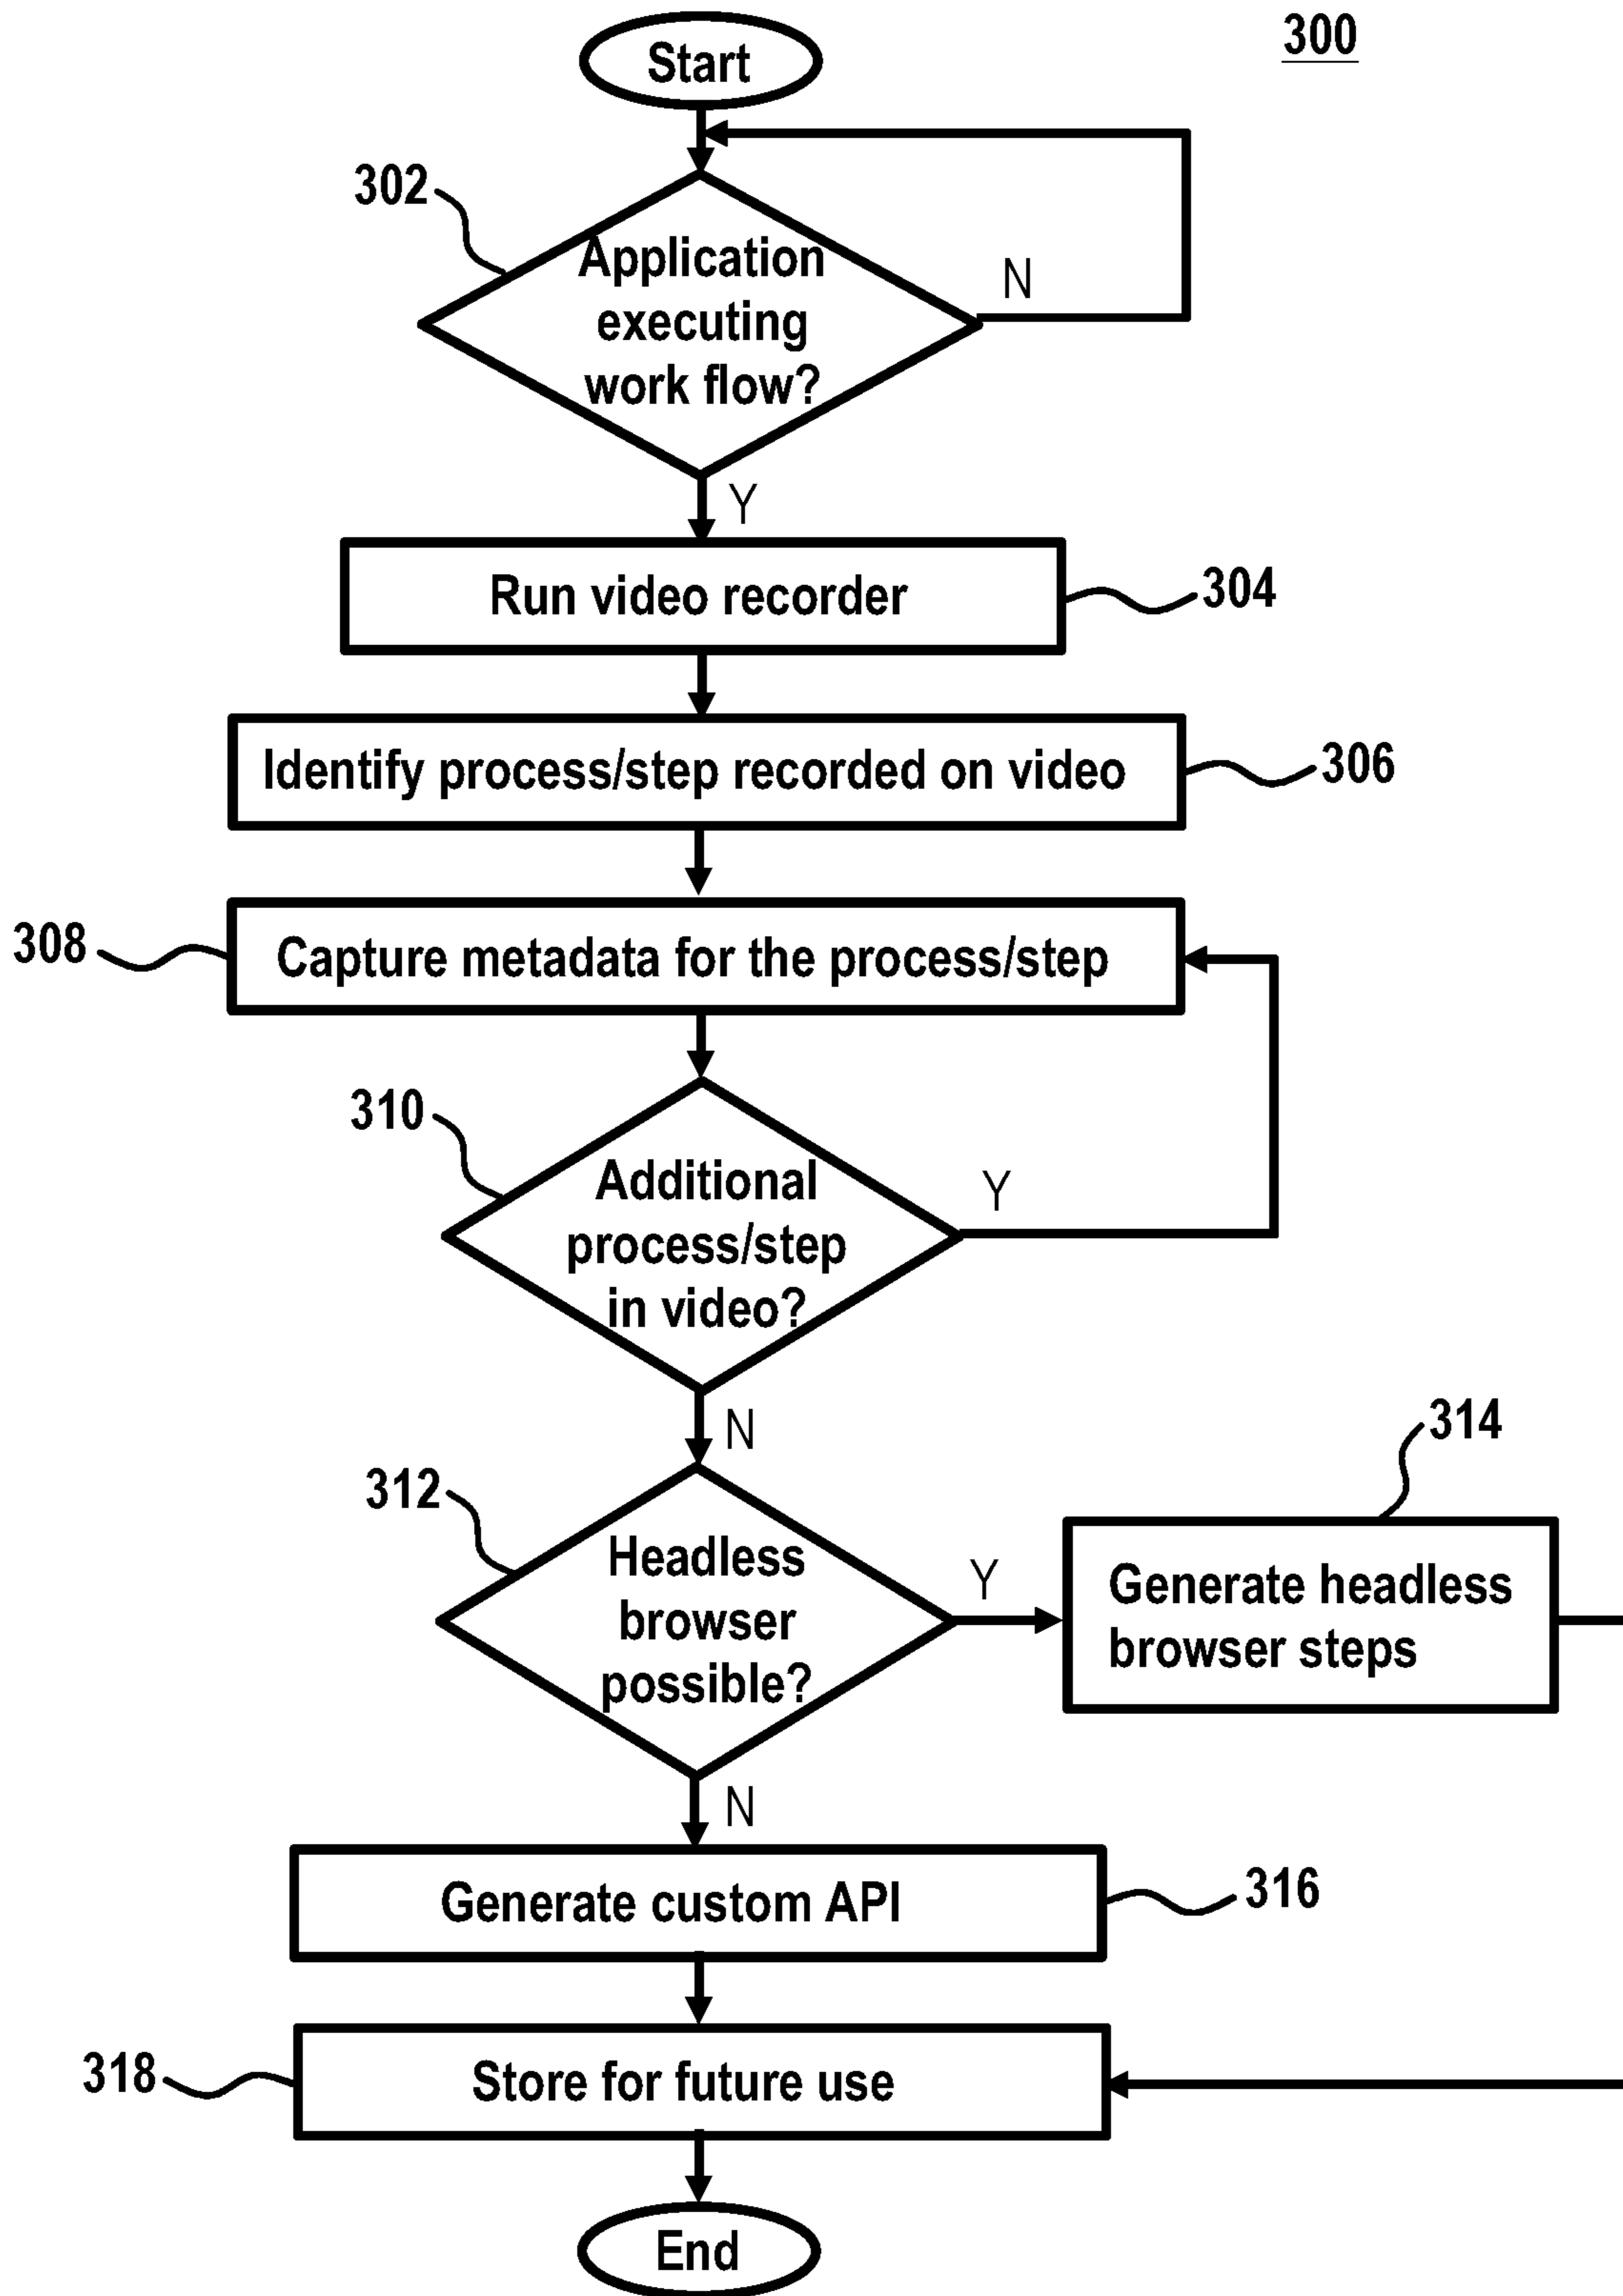 300
Start
302
Application
executing
work flow?
N
Y
Run video recorder
304
Identify process/step recorded on video
306
308
Capture metadata for the process/step
310
Additional
process/step
in video?
Y
N
312
Headless
browser
possible?
Y
314
Generate headless
browser steps
N
Generate custom API
316
318
Store for future use
End